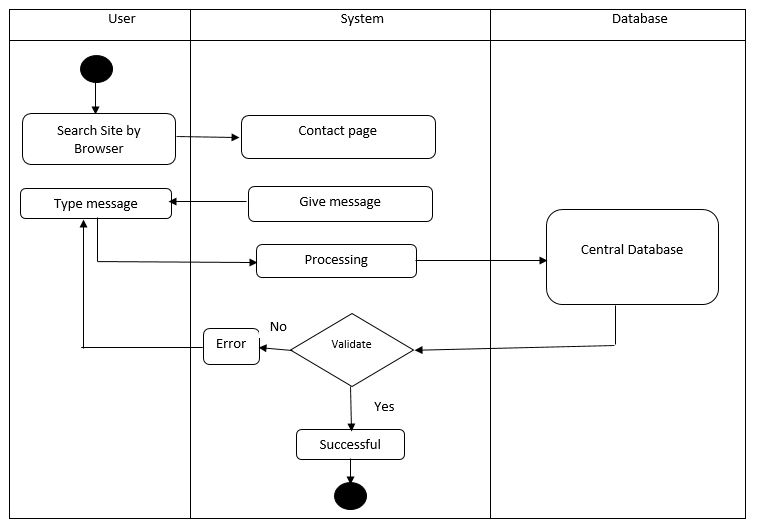 User
System
Database
Search Site by
Browser
Contact page
Type message
Give message
Processing
Central Database
Error
No
Validate
Yes
Successful